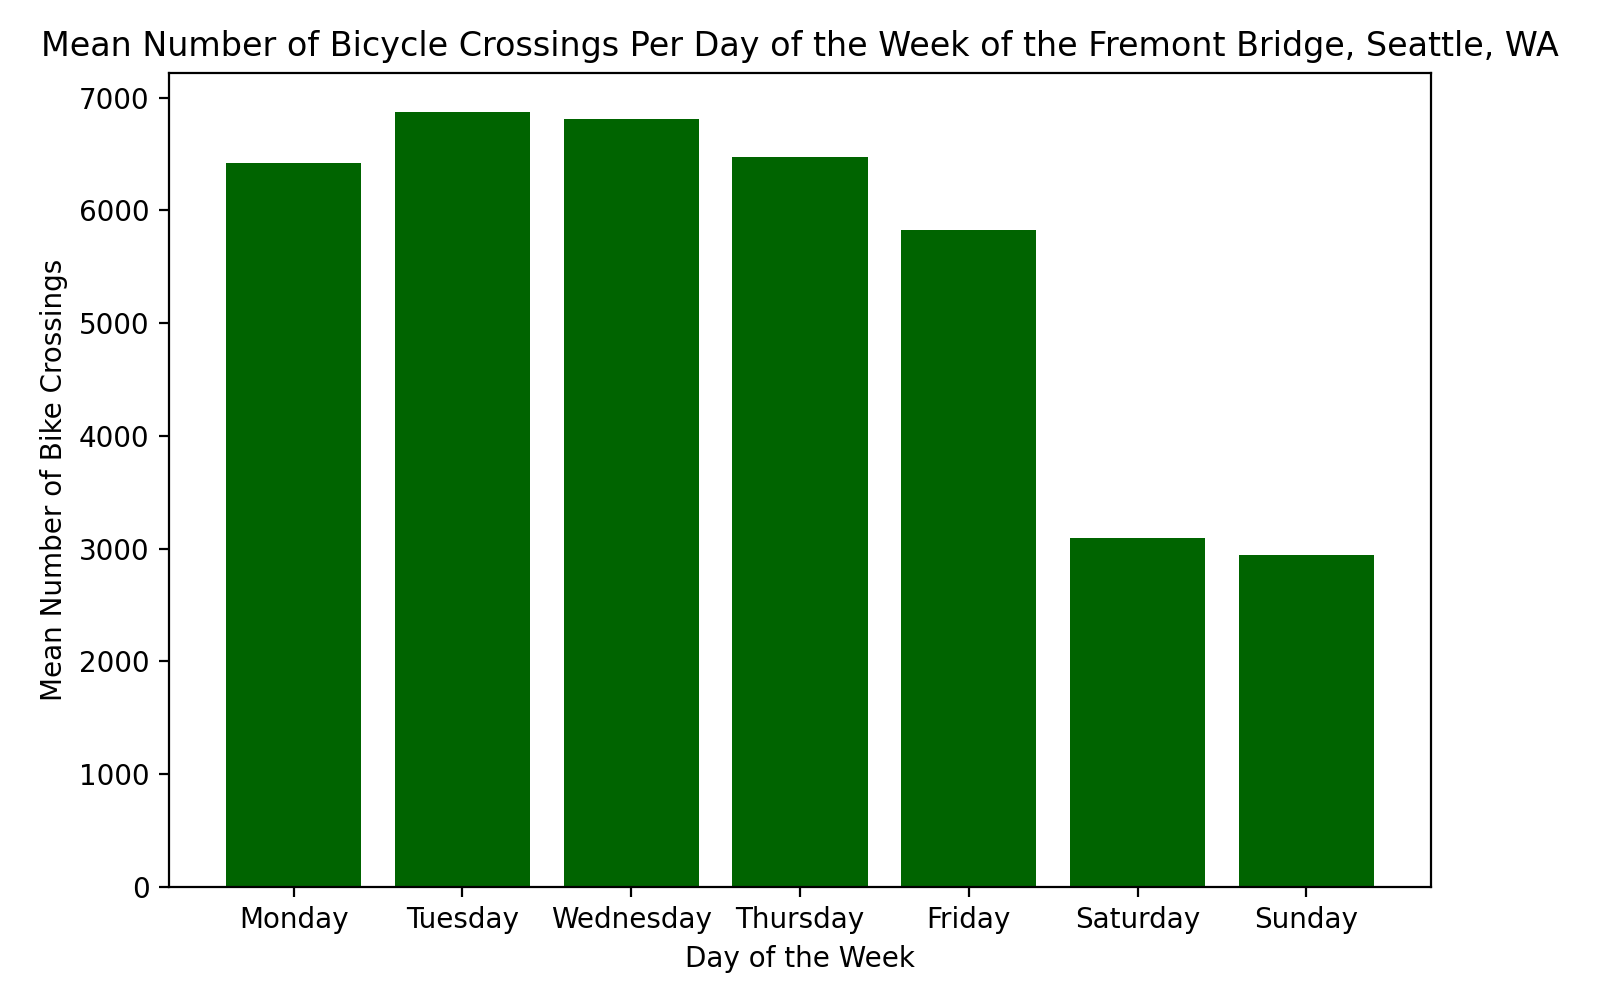 Mean Number of Bicycle Crossings Per Day of the Week of the Fremont Bridge, Seattle, WA
Mean Number of Bike Crossings
7000
6000
5000
4000
3000
2000
1000
0
Monday Tuesday Wednesday Thursday Friday Saturday Sunday
Day of the Week